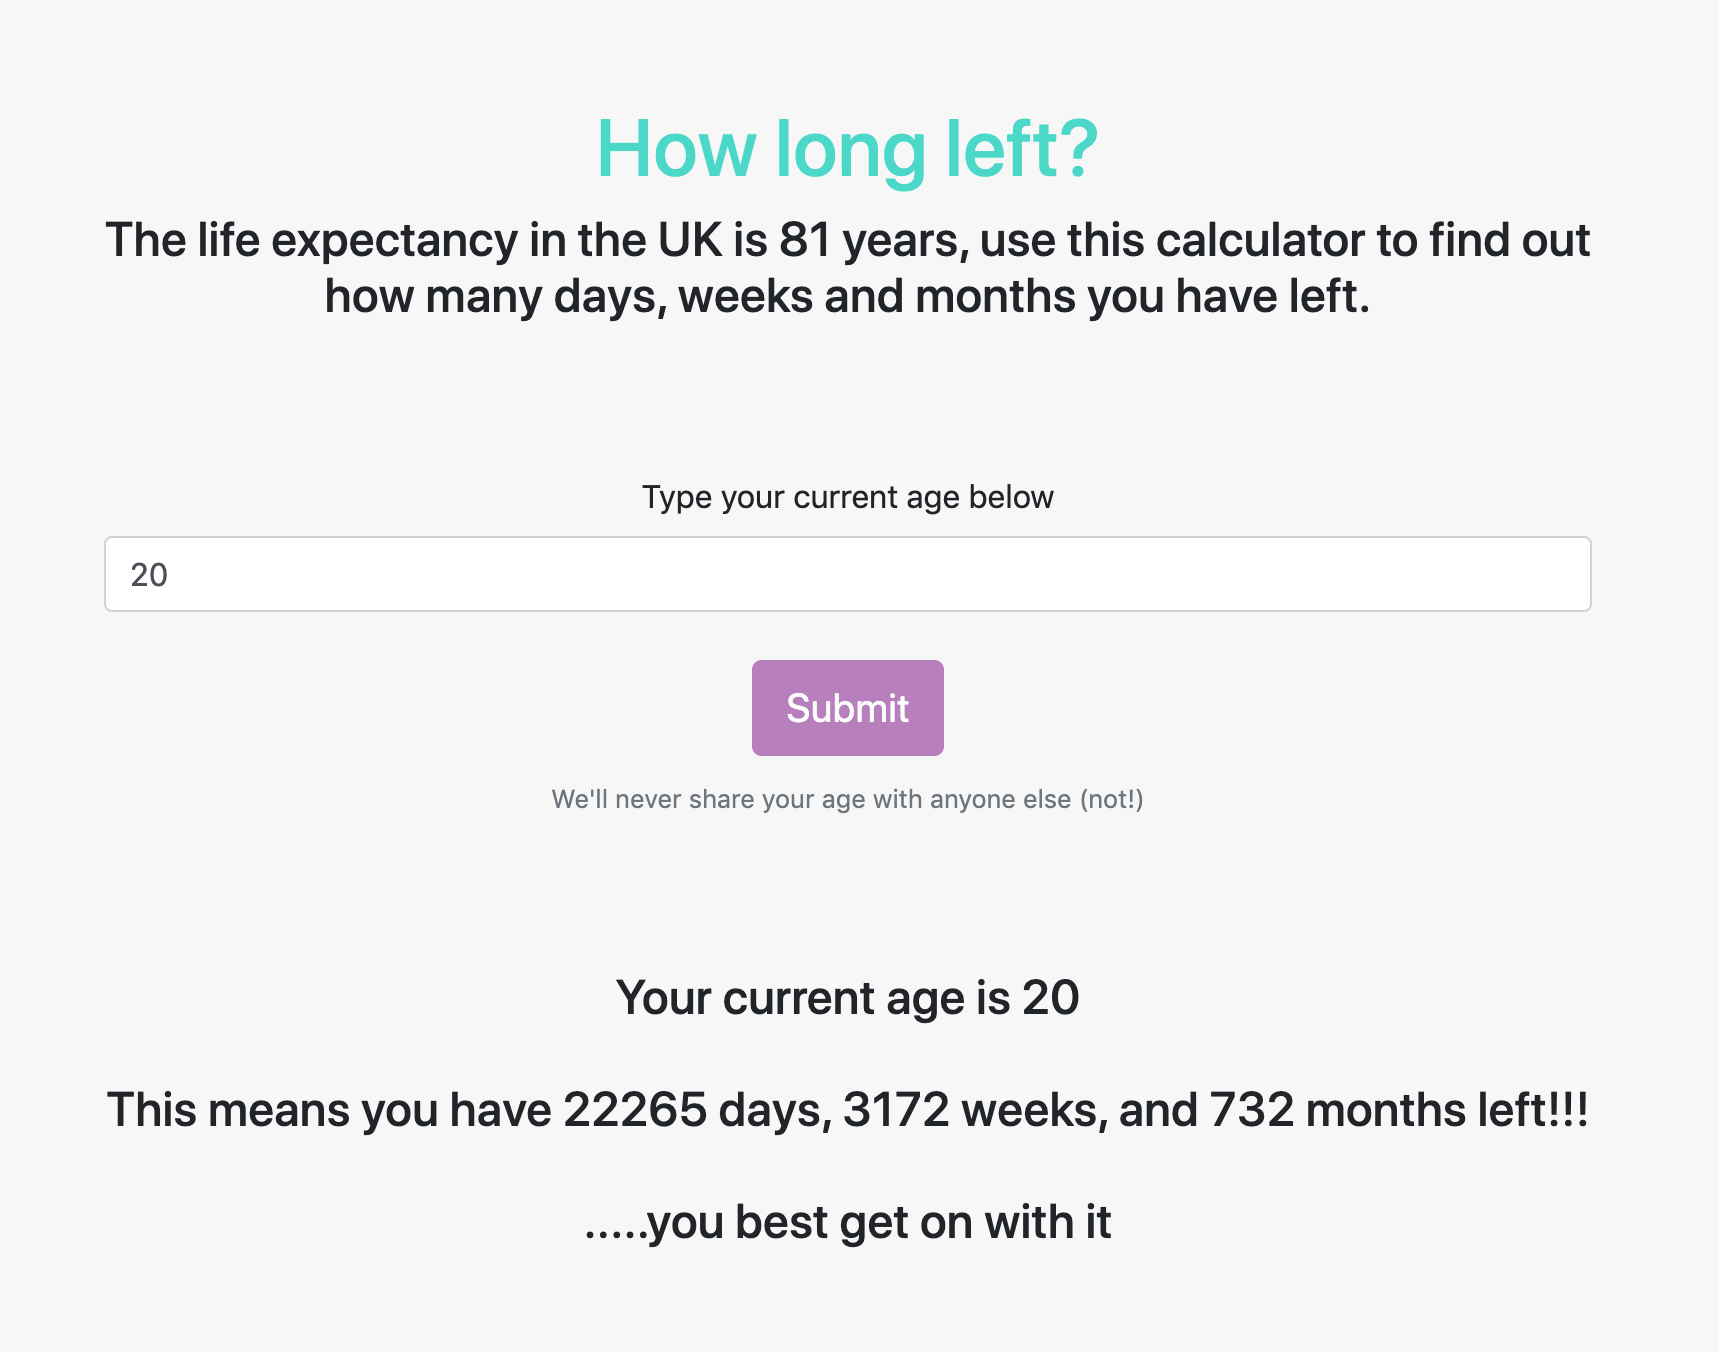 How long left?
The life expectancy in the UK is 81 years, use this calculator to find out
how many days, weeks and months you have left.
Type your current age below
20
Submit
We'll never share your age with anyone else (not!)
Your current age is 20
This means you have 22265 days, 3172 weeks, and 732 months left!!!
.....you best get on with it